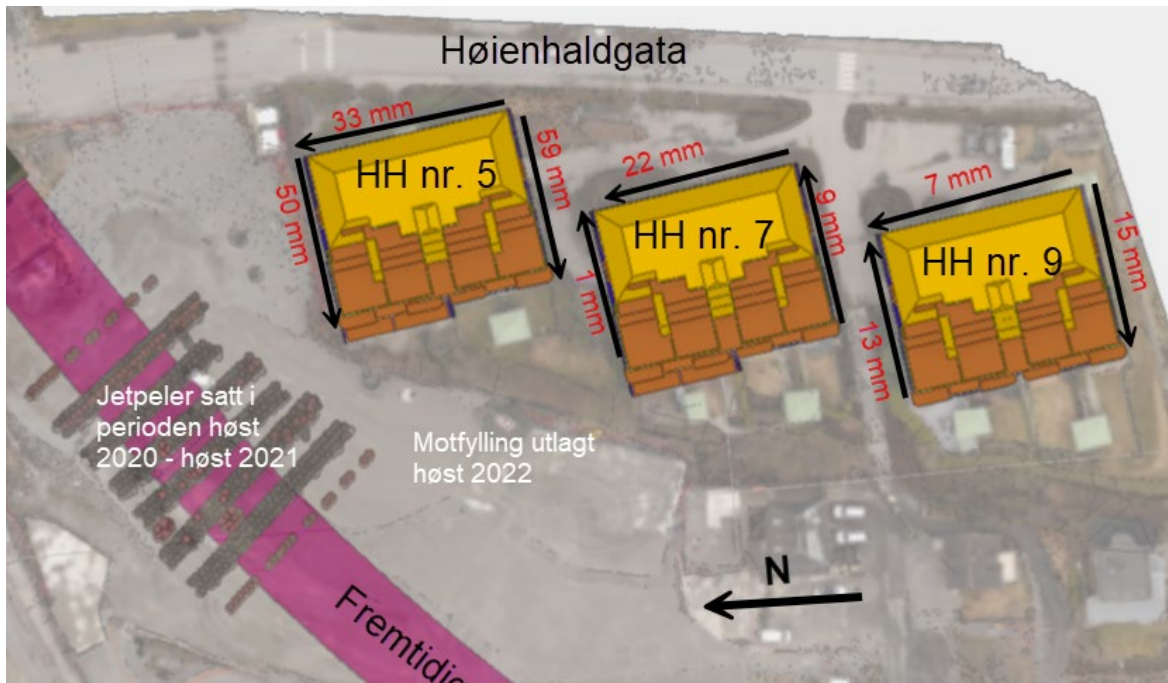 Høienhaldgata
33 mm
HH nr. 5
59 mm
50 mm
22 mm
HH nr. 7
9 mm
1 mm
7 mm
HH nr. 9
15 mm
13 mm
Jetpeler satt i
perioden høst
2020 - høst 2021
Motfylling utlagt
høst 2022
N